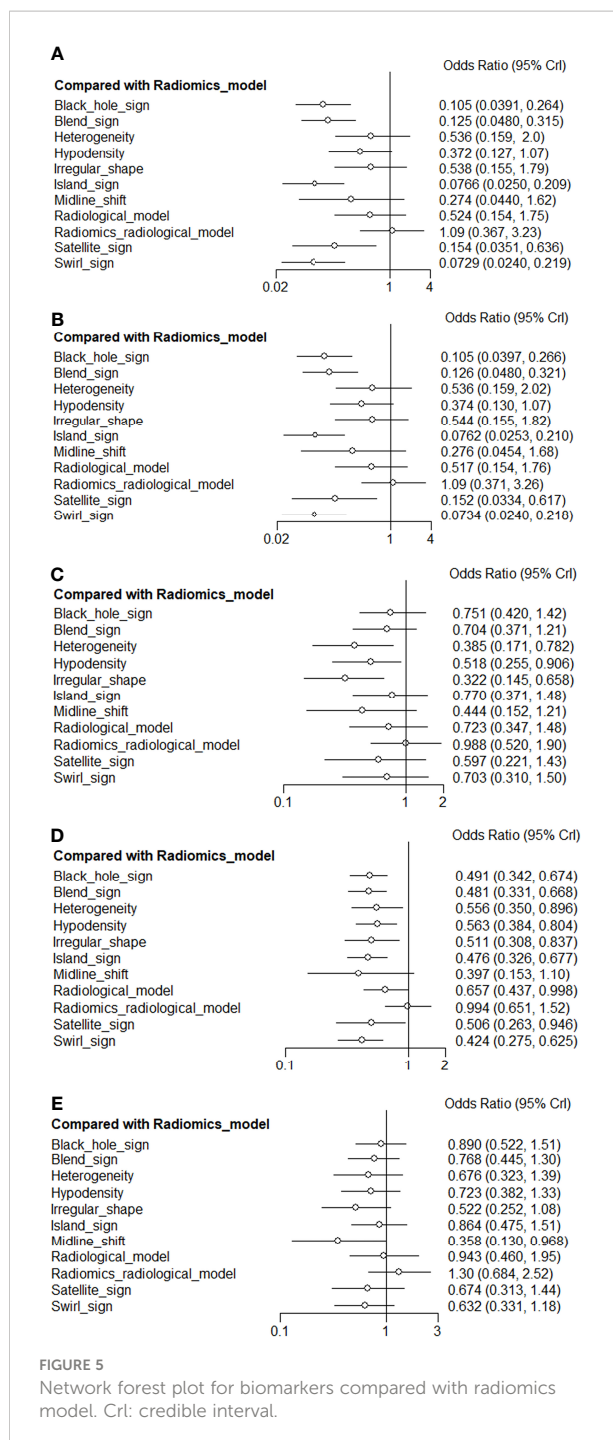 A
Odds Ratio (95% Crl)
Compared with Radiomics_model
Black_hole_sign 0.105 (0.0391, 0.264)
Blend_sign 0.125 (0.0480, 0.315)
Heterogeneity 0.536 (0.159, 2.0)
Hypodensity 0.372 (0.127, 1.07)
Irregular_shape 0.538 (0.155, 1.79)
Island_sign 0.0766 (0.0250, 0.209)
Midline_shift 0.274 (0.0440, 1.62)
Radiological_model 0.524 (0.154, 1.75)
Radiomics_radiological_model 1.09 (0.367, 3.23)
Satellite_sign 0.154 (0.0351, 0.636)
Swirl_sign 0.0729 (0.0240, 0.219)
0.02 1 4
B
Odds Ratio (95% Crl)
Compared with Radiomics_model
Black_hole_sign 0.105 (0.0397, 0.266)
Blend_sign 0.126 (0.0480, 0.321)
Heterogeneity 0.536 (0.159, 2.02)
Hypodensity 0.374 (0.130, 1.07)
Irregular_shape 0.544 (0.155, 1.82)
Island_sign 0.0762 (0.0253, 0.210)
Midline_shift 0.276 (0.0454, 1.68)
Radiological_model 0.517 (0.154, 1.76)
Radiomics_radiological_model 1.09 (0.371, 3.26)
Satellite_sign 0.152 (0.0334, 0.617)
Swirl_sign 0.0734 (0.0240, 0.218)
0.02 1 4
C
Odds Ratio (95% Crl)
Compared with Radiomics_model
Black_hole_sign 0.751 (0.420, 1.42)
Blend_sign 0.704 (0.371, 1.21)
Heterogeneity 0.385 (0.171, 0.782)
Hypodensity 0.518 (0.255, 0.906)
Irregular_shape 0.322 (0.145, 0.658)
Island_sign 0.770 (0.371, 1.48)
Midline_shift 0.444 (0.152, 1.21)
Radiological_model 0.723 (0.347, 1.48)
Radiomics_radiological_model 0.988 (0.520, 1.90)
Satellite_sign 0.597 (0.221, 1.43)
Swirl_sign 0.703 (0.310, 1.50)
0.1 1 2
D
Odds Ratio (95% Crl)
Compared with Radiomics_model
Black_hole_sign 0.491 (0.342, 0.674)
Blend_sign 0.481 (0.331, 0.668)
Heterogeneity 0.556 (0.350, 0.896)
Hypodensity 0.563 (0.384, 0.804)
Irregular_shape 0.511 (0.308, 0.837)
Island_sign 0.476 (0.326, 0.677)
Midline_shift 0.397 (0.153, 1.10)
Radiological_model 0.657 (0.437, 0.998)
Radiomics_radiological_model 0.994 (0.651, 1.52)
Satellite_sign 0.506 (0.263, 0.946)
Swirl_sign 0.424 (0.275, 0.625)
0.1 1 2
E
Odds Ratio (95% Crl)
Compared with Radiomics_model
Black_hole_sign 0.890 (0.522, 1.51)
Blend_sign 0.768 (0.445, 1.30)
Heterogeneity 0.676 (0.323, 1.39)
Hypodensity 0.723 (0.382, 1.33)
Irregular_shape 0.522 (0.252, 1.08)
Island_sign 0.864 (0.475, 1.51)
Midline_shift 0.358 (0.130, 0.968)
Radiological_model 0.943 (0.460, 1.95)
Radiomics_radiological_model 1.30 (0.684, 2.52)
Satellite_sign 0.674 (0.313, 1.44)
Swirl_sign 0.632 (0.331, 1.18)
0.1 1 3
FIGURE 5
Network forest plot for biomarkers compared with radiomics
model. Crl: credible interval.